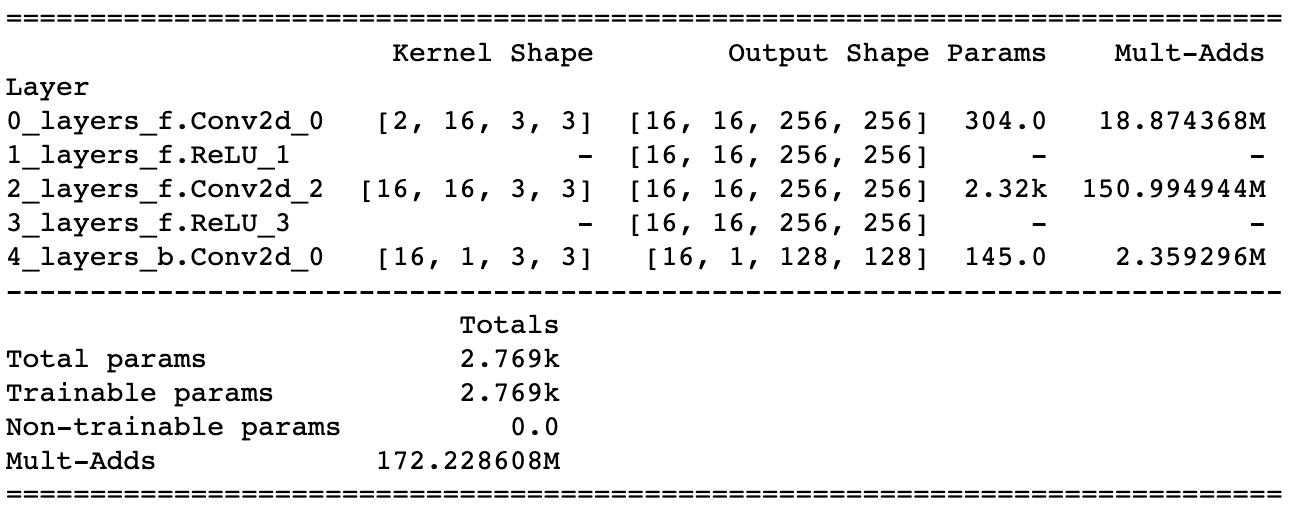 ============================================================================
                       Kernel Shape        Output Shape Params    Mult-Adds
Layer
0_layers_f.Conv2d_0   [2, 16, 3, 3]  [16, 16, 256, 256]  304.0   18.874368M
1_layers_f.ReLU_1                 -  [16, 16, 256, 256]      -            -
2_layers_f.Conv2d_2  [16, 16, 3, 3]  [16, 16, 256, 256]  2.32k  150.994944M
3_layers_f.ReLU_3                 -  [16, 16, 256, 256]      -            -
4_layers_b.Conv2d_0   [16, 1, 3, 3]   [16, 1, 128, 128]  145.0    2.359296M
----------------------------------------------------------------------------
                           Totals
Total params               2.769k
Trainable params           2.769k
Non-trainable params          0.0
Mult-Adds             172.228608M
============================================================================